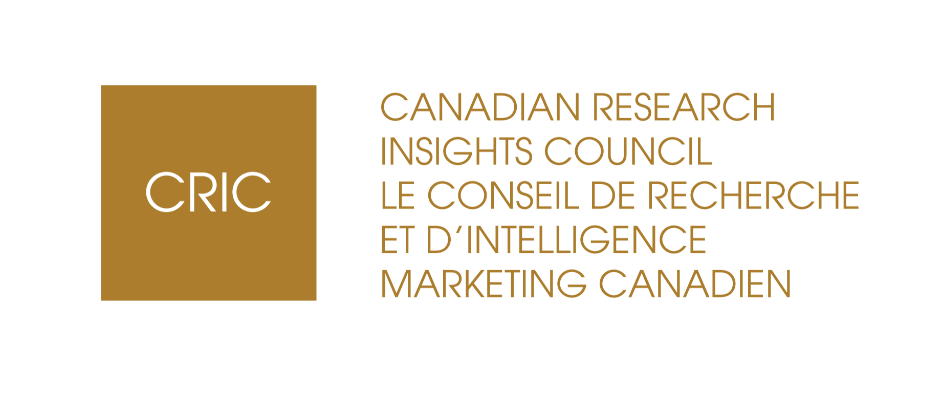 CRIC
CANADIAN RESEARCH
INSIGHTS COUNCIL
LE CONSEIL DE RECHERCHE
ET D'INTELLIGENCE
MARKETING CANADIEN